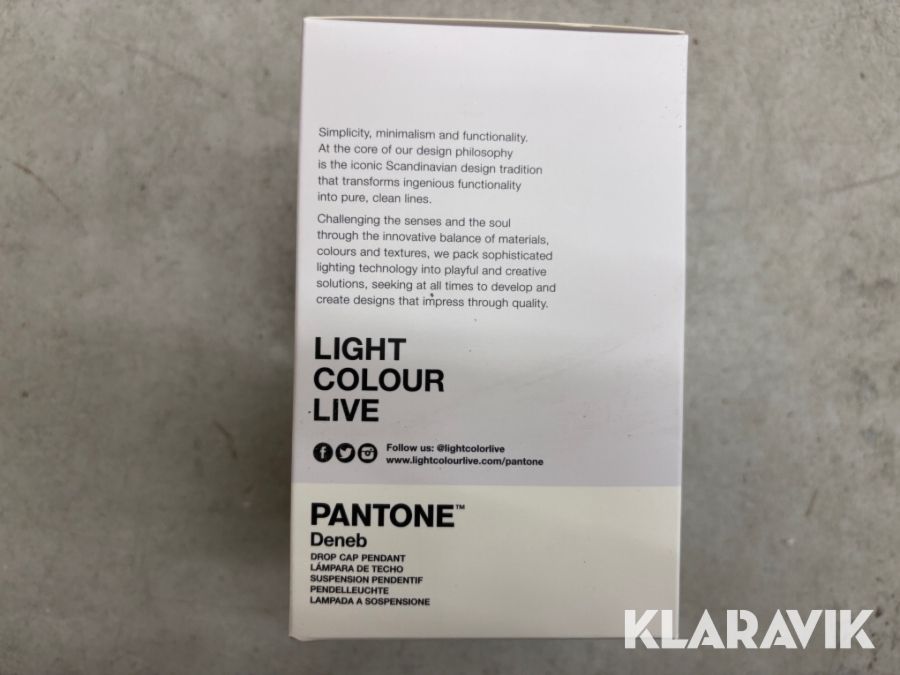 Simplicity, minimalism and functionality.
At the core of our design philosophy
is the iconic Scandinavian design tradition
that transforms ingenious functionality
into pure, clean lines.
Challenging the senses and the soul
through the innovative balance of materials,
colours and textures, we pack sophisticated
lighting technology into playful and creative
solutions, seeking at all times to develop and
create designs that impress through quality.
LIGHT
COLOUR
LIVE
Follow us: @lightcolorlive
www.lightcolourlive.com/pantone
PANTONE™
Deneb
DROP CAP PENDANT
LÁMPARA DE TECHO
SUSPENSION PENDENTIF
PENDELLEUCHTE
LAMPADA A SOSPENSIONE
KLARAVIK